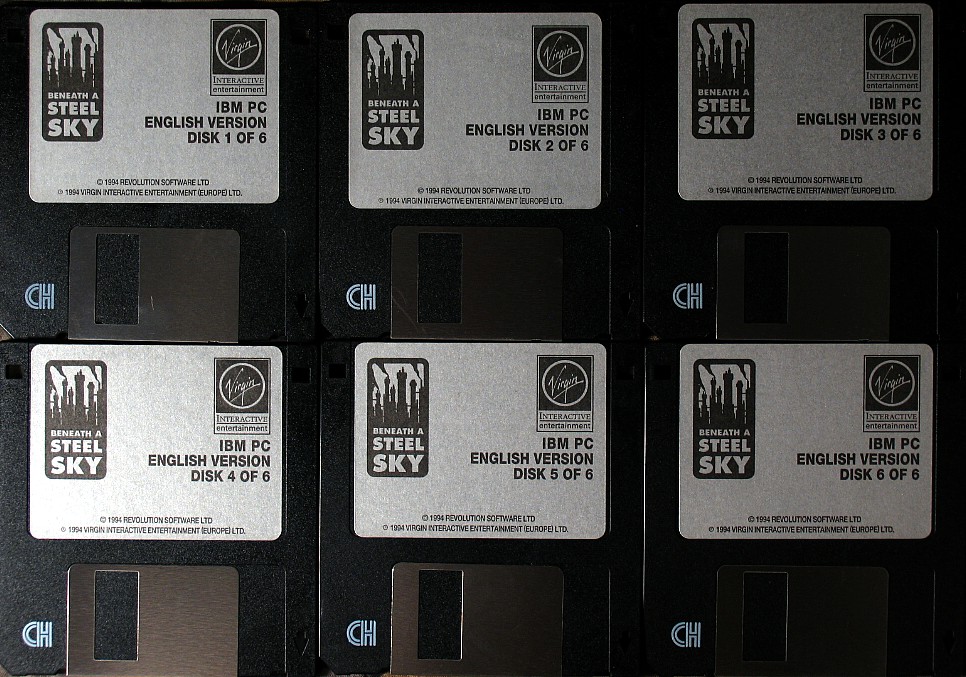 BENEATH A
STEEL
SKY
Virgin
INTERACTIVE
entertainment
IBM PC
ENGLISH VERSION
DISK 1 OF 6
© 1994 REVOLUTION SOFTWARE LTD
℗ 1994 VIRGIN INTERACTIVE ENTERTAINMENT (EUROPE) LTD.
CH
BENEATH A
STEEL
SKY
Virgin
INTERACTIVE
entertainment
IBM PC
ENGLISH VERSION
DISK 2 OF 6
© 1994 REVOLUTION SOFTWARE LTD
℗ 1994 VIRGIN INTERACTIVE ENTERTAINMENT (EUROPE) LTD.
CH
BENEATH A
STEEL
SKY
Virgin
INTERACTIVE
entertainment
IBM PC
ENGLISH VERSION
DISK 3 OF 6
© 1994 REVOLUTION SOFTWARE LTD
℗ 1994 VIRGIN INTERACTIVE ENTERTAINMENT (EUROPE) LTD.
CH
BENEATH A
STEEL
SKY
Virgin
INTERACTIVE
entertainment
IBM PC
ENGLISH VERSION
DISK 4 OF 6
© 1994 REVOLUTION SOFTWARE LTD
℗ 1994 VIRGIN INTERACTIVE ENTERTAINMENT (EUROPE) LTD.
CH
BENEATH A
STEEL
SKY
Virgin
INTERACTIVE
entertainment
IBM PC
ENGLISH VERSION
DISK 5 OF 6
© 1994 REVOLUTION SOFTWARE LTD
℗ 1994 VIRGIN INTERACTIVE ENTERTAINMENT (EUROPE) LTD.
CH
BENEATH A
STEEL
SKY
Virgin
INTERACTIVE
entertainment
IBM PC
ENGLISH VERSION
DISK 6 OF 6
© 1994 REVOLUTION SOFTWARE LTD
℗ 1994 VIRGIN INTERACTIVE ENTERTAINMENT (EUROPE) LTD.
CH